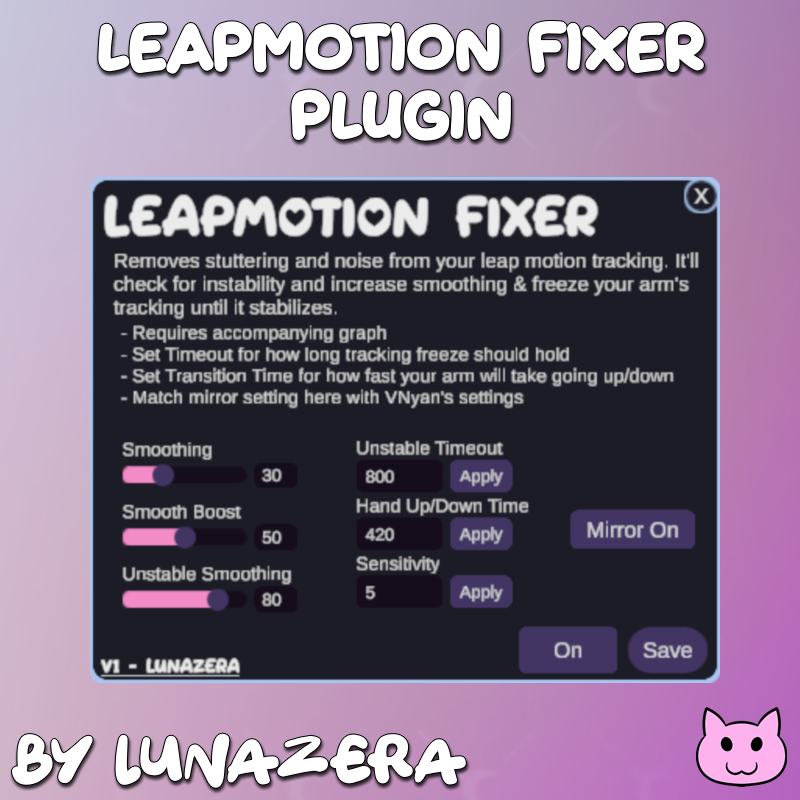 LEAPMOTION FIXER
PLUGIN
X
LEAPMOTION FIXER
Removes stuttering and noise from your leap motion tracking. It'll
check for instability and increase smoothing & freeze your arm's
tracking until it stabilizes.
- Requires accompanying graph
- Set Timeout for how long tracking freeze should hold
- Set Transition Time for how fast your arm will take going up/down
- Match mirror setting here with VNyan's settings
Smoothing
30
Smooth Boost
50
Unstable Smoothing
80
Unstable Timeout
800 Apply
Hand Up/Down Time
420 Apply
Sensitivity
5 Apply
Mirror On
On Save
V1 - LUNAZERA
BY LUNAZERA